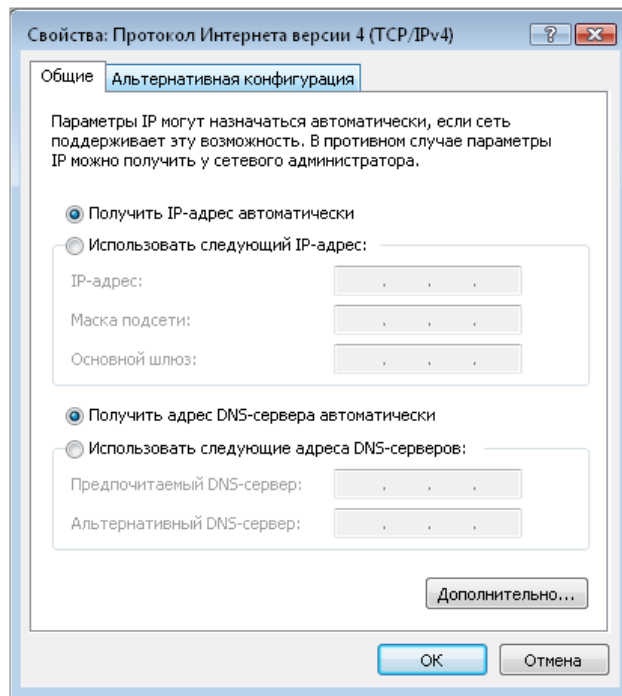 Свойства: Протокол Интернета версии 4 (TCP/IPv4)
Общие
Альтернативная конфигурация
Параметры IP могут назначаться автоматически, если сеть
поддерживает эту возможность. В противном случае параметры
IP можно получить у сетевого администратора.
Получить IP-адрес автоматически
Использовать следующий IP-адрес:
IP-адрес:
Маска подсети:
Основной шлюз:
Получить адрес DNS-сервера автоматически
Использовать следующие адреса DNS-серверов:
Предпочитаемый DNS-сервер:
Альтернативный DNS-сервер:
Дополнительно...
ОК
Отмена